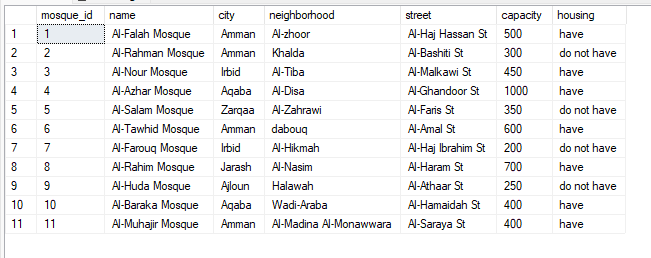 mosque_id name city neighborhood street capacity housing
1 1 Al-Falah Mosque Amman Al-zhoor Al-Haj Hassan St 500 have
2 2 Al-Rahman Mosque Amman Khalda Al-Bashiti St 300 do not have
3 3 Al-Nour Mosque Irbid Al-Tiba Al-Malkawi St 450 have
4 4 Al-Azhar Mosque Aqaba Al-Disa Al-Ghandoor St 1000 have
5 5 Al-Salam Mosque Zarqaa Al-Zahrawi Al-Faris St 350 do not have
6 6 Al-Tawhid Mosque Amman dabouq Al-Amal St 600 have
7 7 Al-Farouq Mosque Irbid Al-Hikmah Al-Haj Ibrahim St 200 do not have
8 8 Al-Rahim Mosque Jarash Al-Nasim Al-Haram St 700 have
9 9 Al-Huda Mosque Ajloun Halawah Al-Athaar St 250 do not have
10 10 Al-Baraka Mosque Aqaba Wadi-Araba Al-Hamaidah St 400 have
11 11 Al-Muhajir Mosque Amman Al-Madina Al-Monawwara Al-Saraya St 400 have